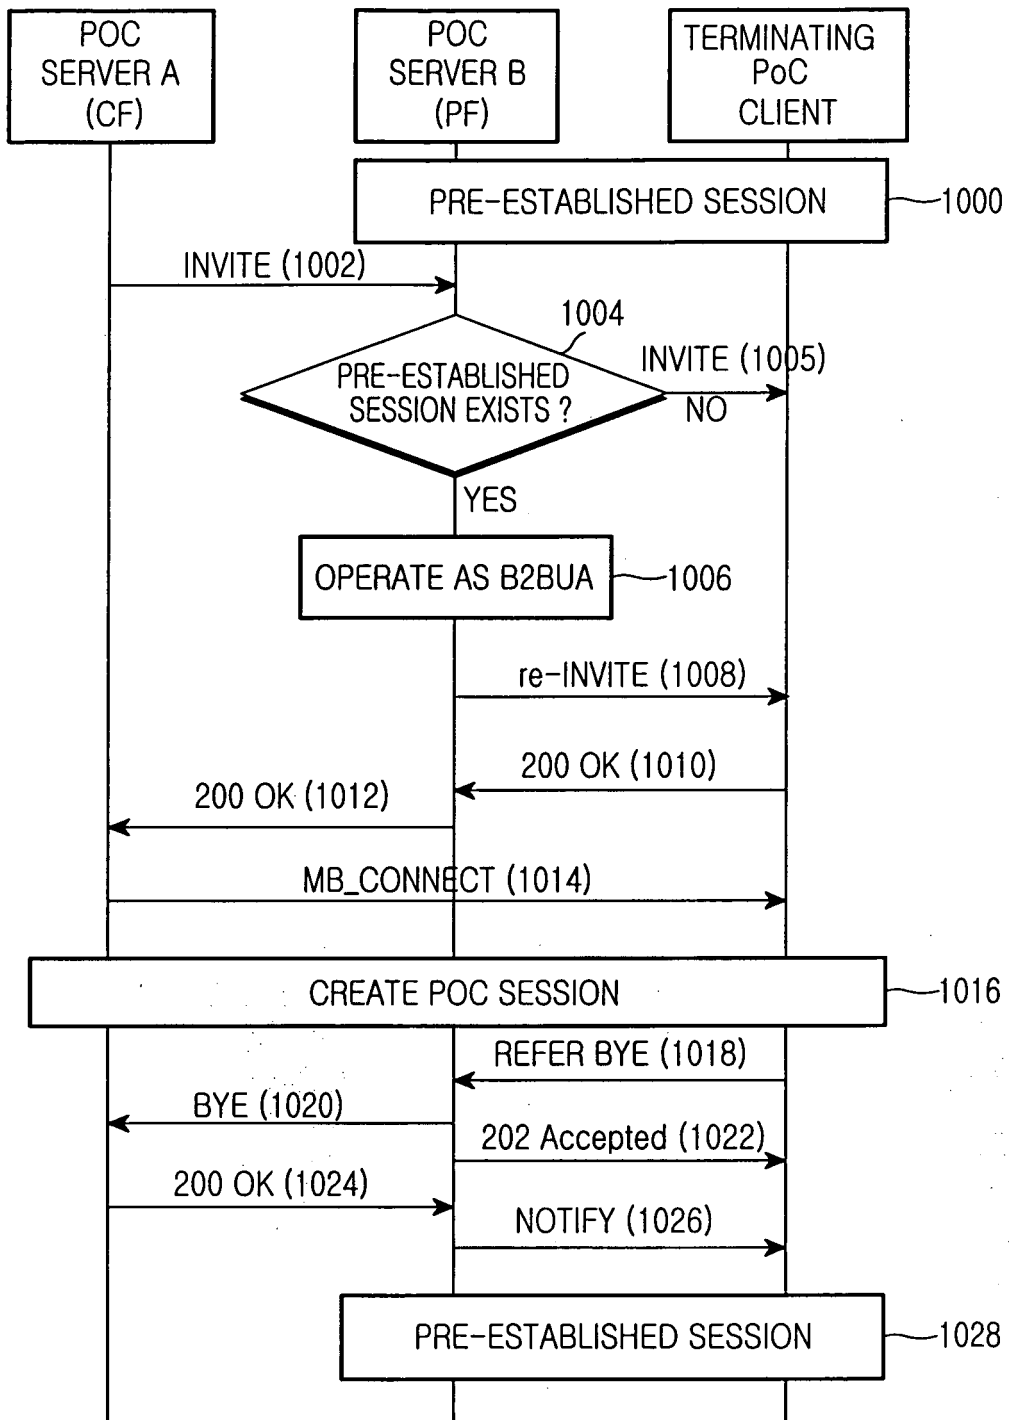 POC
SERVER A
(CF)
POC
SERVER B
(PF)
TERMINATING
PoC
CLIENT
PRE-ESTABLISHED SESSION
1000
INVITE (1002)
1004
PRE-ESTABLISHED
SESSION EXISTS ?
INVITE (1005)
NO
YES
OPERATE AS B2BUA
1006
re-INVITE (1008)
200 OK (1010)
200 OK (1012)
MB_CONNECT (1014)
CREATE POC SESSION
1016
REFER BYE (1018)
BYE (1020)
202 Accepted (1022)
200 OK (1024)
NOTIFY (1026)
PRE-ESTABLISHED SESSION
1028